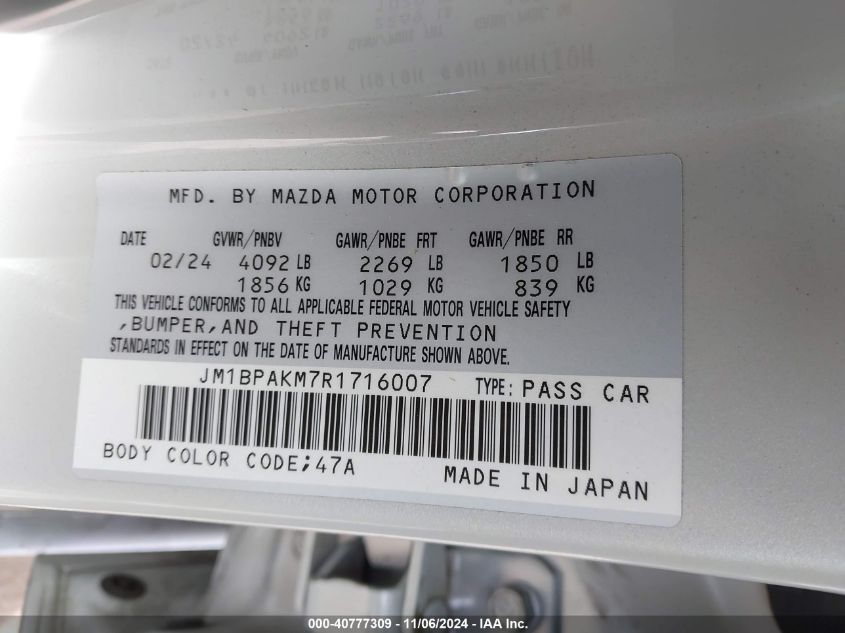 MFD. BY MAZDA MOTOR CORPORATION
DATE GVWR/PNBV GAWR/PNBE FRT GAWR/PNBE RR
02/24 4092 LB 2269 LB 1850 LB
1856 KG 1029 KG 839 KG
THIS VEHICLE CONFORMS TO ALL APPLICABLE FEDERAL MOTOR VEHICLE SAFETY
,BUMPER,AND THEFT PREVENTION
STANDARDS IN EFFECT ON THE DATE OF MANUFACTURE SHOWN ABOVE.
JM1BPAKM7R1716007 TYPE: PASS CAR
BODY COLOR CODE;47A
MADE IN JAPAN
000-40777309 - 11/06/2024 - IAA Inc.